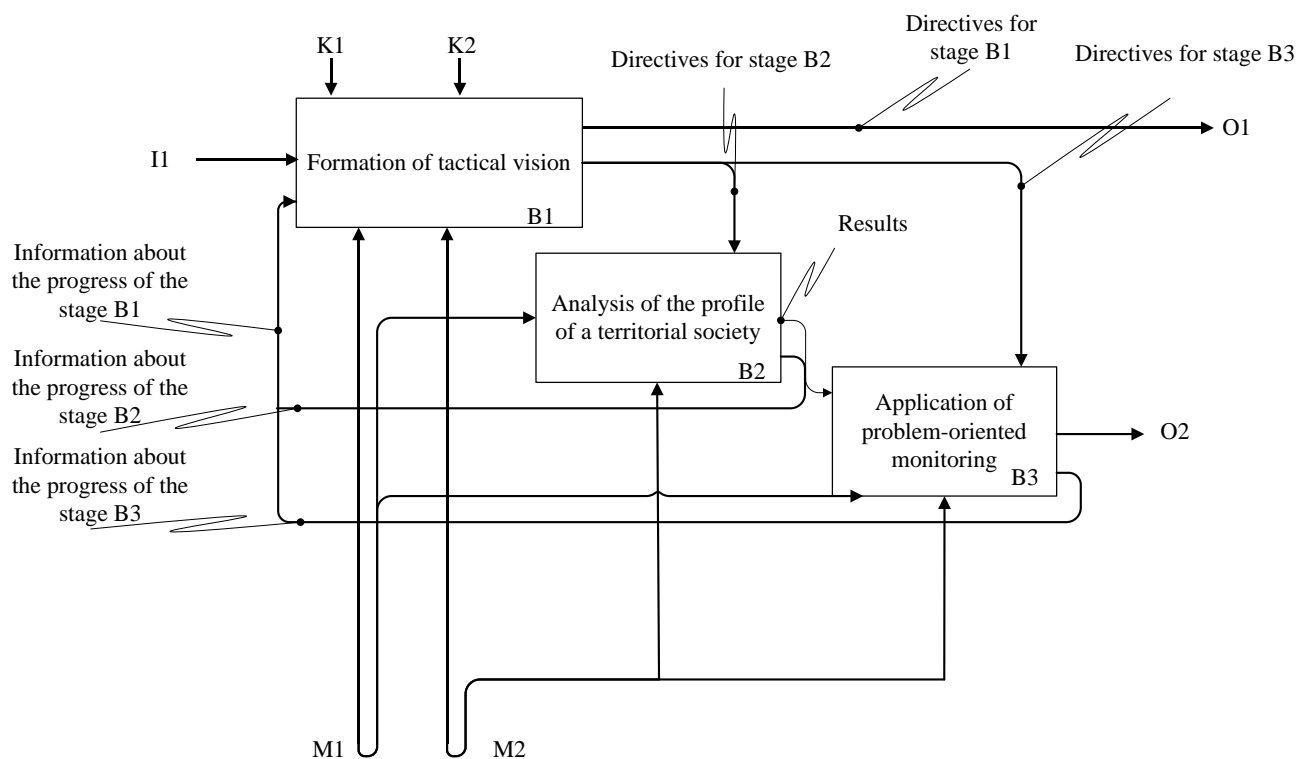 Directives for
stage B1
K1
K2
Directives for stage B2
Directives for stage B3
O1
I1
Formation of tactical vision
B1
Results
Information about
the progress of the
stage B1
Analysis of the profile
of a territorial society
B2
Information about
the progress of the
stage B2
Application of
problem-oriented
monitoring
B3
O2
Information about
the progress of the
stage B3
M1
M2